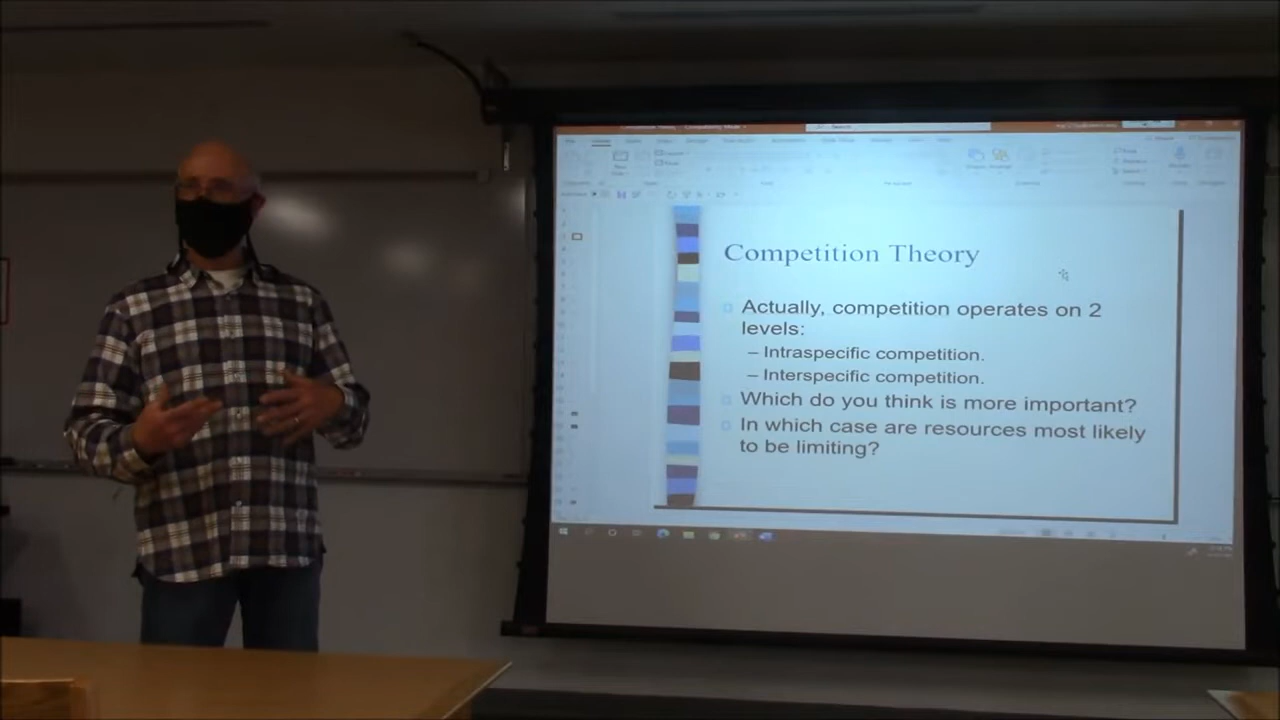 Competition Theory
Actually, competition operates on 2
levels:
– Intraspecific competition.
– Interspecific competition.
Which do you think is more important?
In which case are resources most likely
to be limiting?